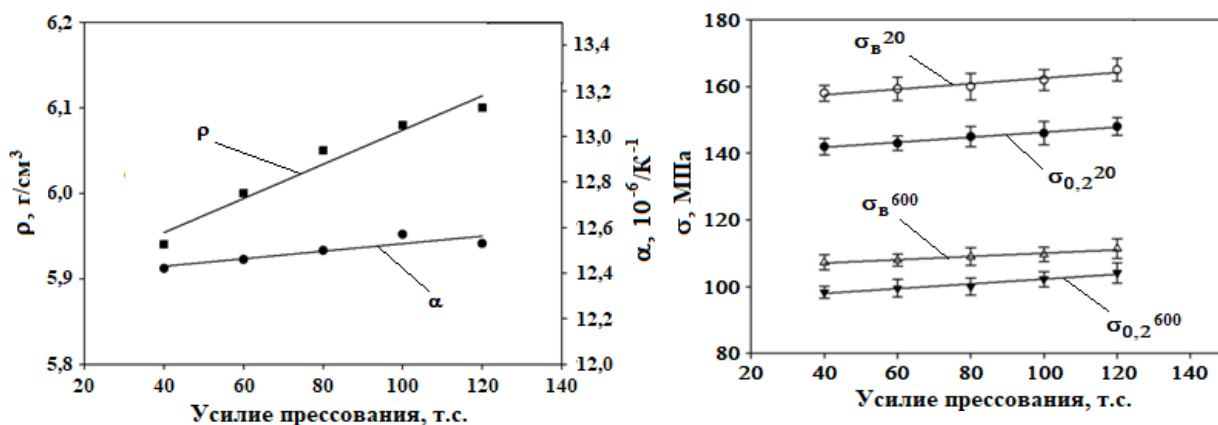 6,2
6,1
6,0
5,9
5,8
ρ, г/см³
ρ
α
13,4
13,2
13,0
12,8
12,6
12,4
12,2
12,0
α, 10⁻⁶/К⁻¹
20 40 60 80 100 120 140
Усилие прессования, т.с.
180
160
140
120
100
80
σ, МПа
σв²⁰
σ0,2²⁰
σв⁶⁰⁰
σ0,2⁶⁰⁰
20 40 60 80 100 120 140
Усилие прессования, т.с.